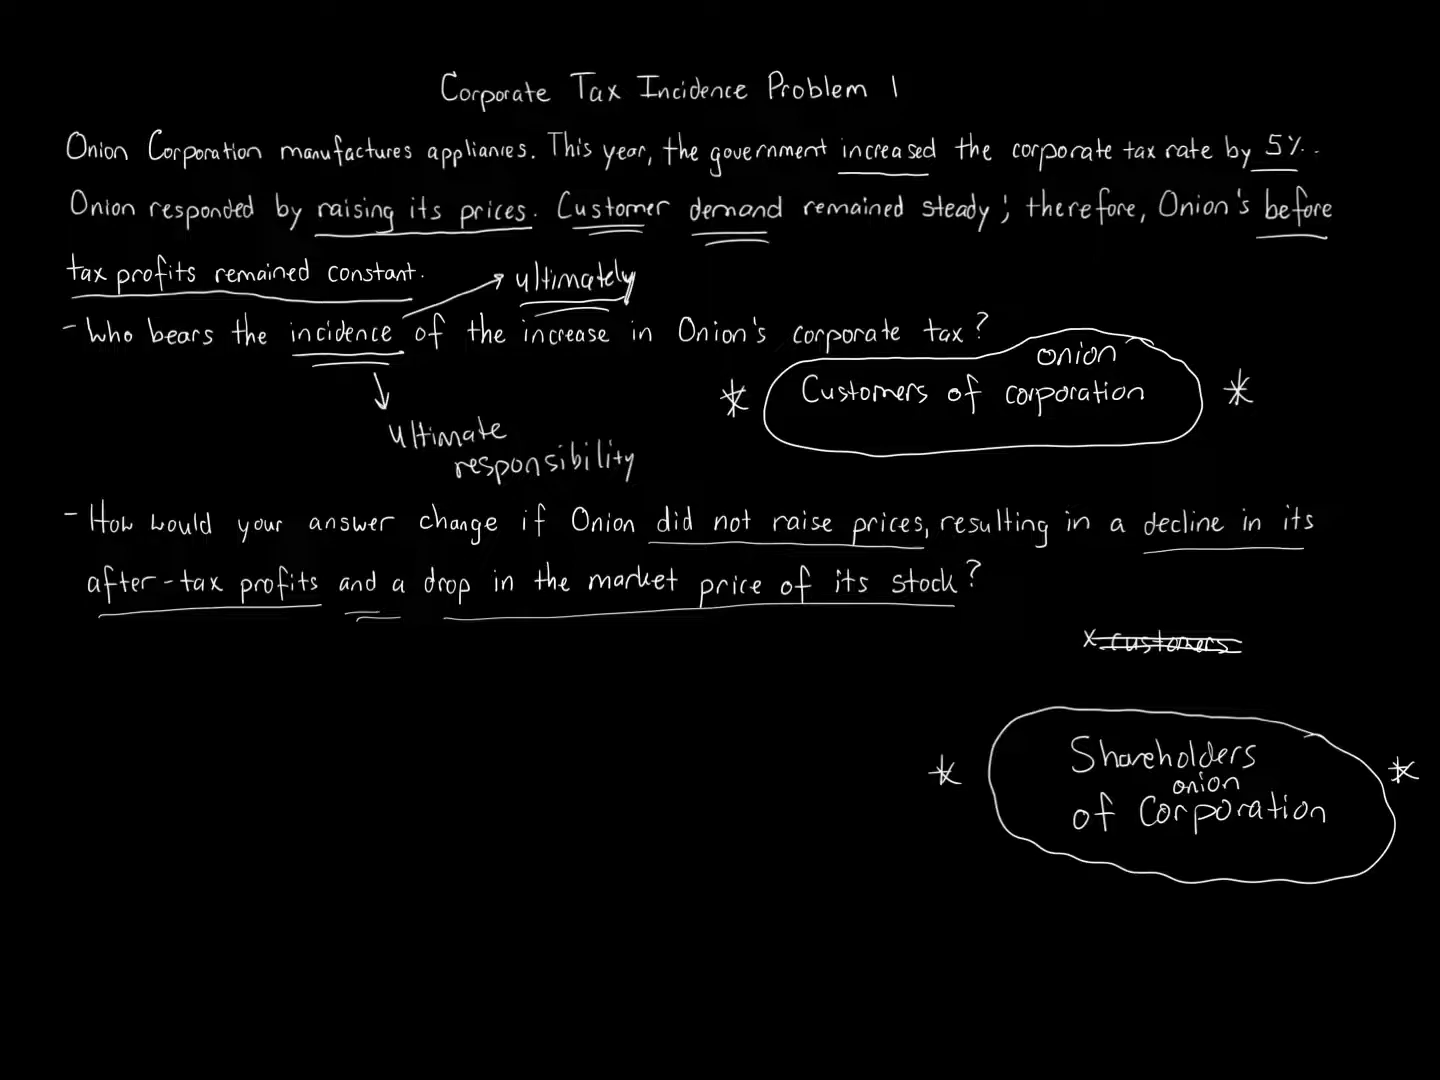 Corporate Tax Incidence Problem 1
Onion Corporation manufactures appliances. This year, the government increased the corporate tax rate by 5%.
Onion responded by raising its prices. Customer demand remained steady; therefore, Onion's before
tax profits remained constant.
ultimately
- Who bears the incidence of the increase in Onion's corporate tax?
onion
Customers of corporation
ultimate
responsibility
- How would your answer change if Onion did not raise prices, resulting in a decline in its
after-tax profits and a drop in the market price of its stock?
x customers
Shareholders
onion
of Corporation